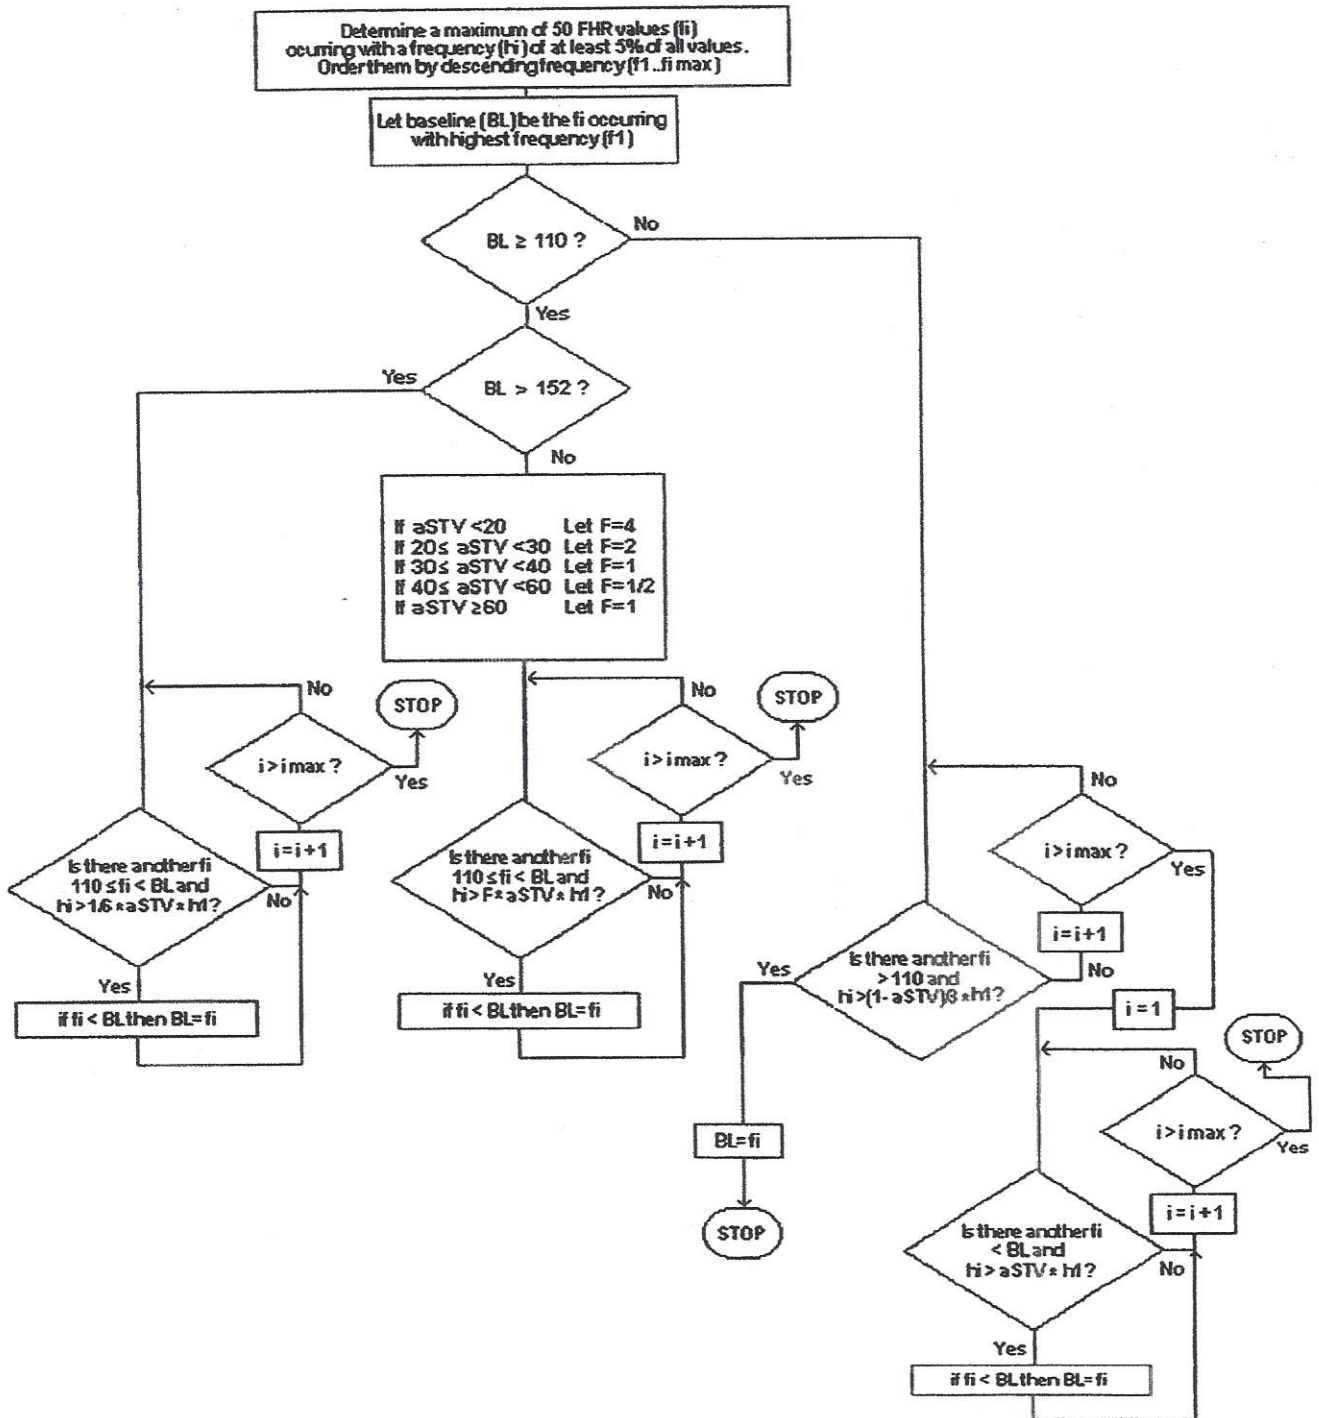 Determine a maximum of 50 FHR values (fi)
ocurring with a frequency (hi) of at least 5% of all values.
Order them by descending frequency (f1..fi max)
Let baseline (BL) be the fi occurring
with highest frequency (f1)
BL ≥ 110 ?
No
Yes
BL > 152 ?
Yes
No
If aSTV <20 Let F=4
If 20≤ aSTV <30 Let F=2
If 30≤ aSTV <40 Let F=1
If 40≤ aSTV <60 Let F=1/2
If aSTV ≥60 Let F=1
No
STOP
i>imax ?
Yes
i=i+1
Is there another fi
110 ≤fi < BL and
hi>1.6*aSTV*h1?
No
Yes
if fi < BL then BL=fi
No
STOP
i>imax ?
Yes
i=i+1
Is there another fi
110 ≤fi < BL and
hi>F*aSTV*h1?
No
Yes
if fi < BL then BL=fi
No
i>imax ?
Yes
i=i+1
Is there another fi
>110 and
hi>(1-aSTV)/3*h1?
No
Yes
BL=fi
STOP
i=1
No
STOP
i>imax ?
Yes
i=i+1
Is there another fi
< BL and
hi>aSTV*h1?
No
Yes
if fi < BL then BL=fi